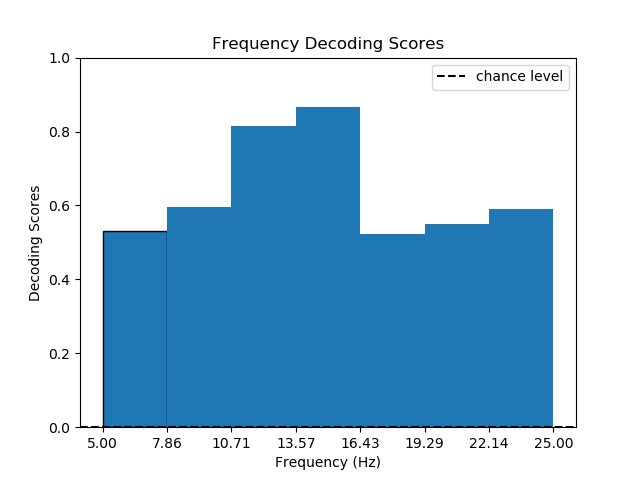 Frequency Decoding Scores
chance level
1.0
0.8
0.6
0.4
0.2
0.0
Decoding Scores
5.00 7.86 10.71 13.57 16.43 19.29 22.14 25.00
Frequency (Hz)